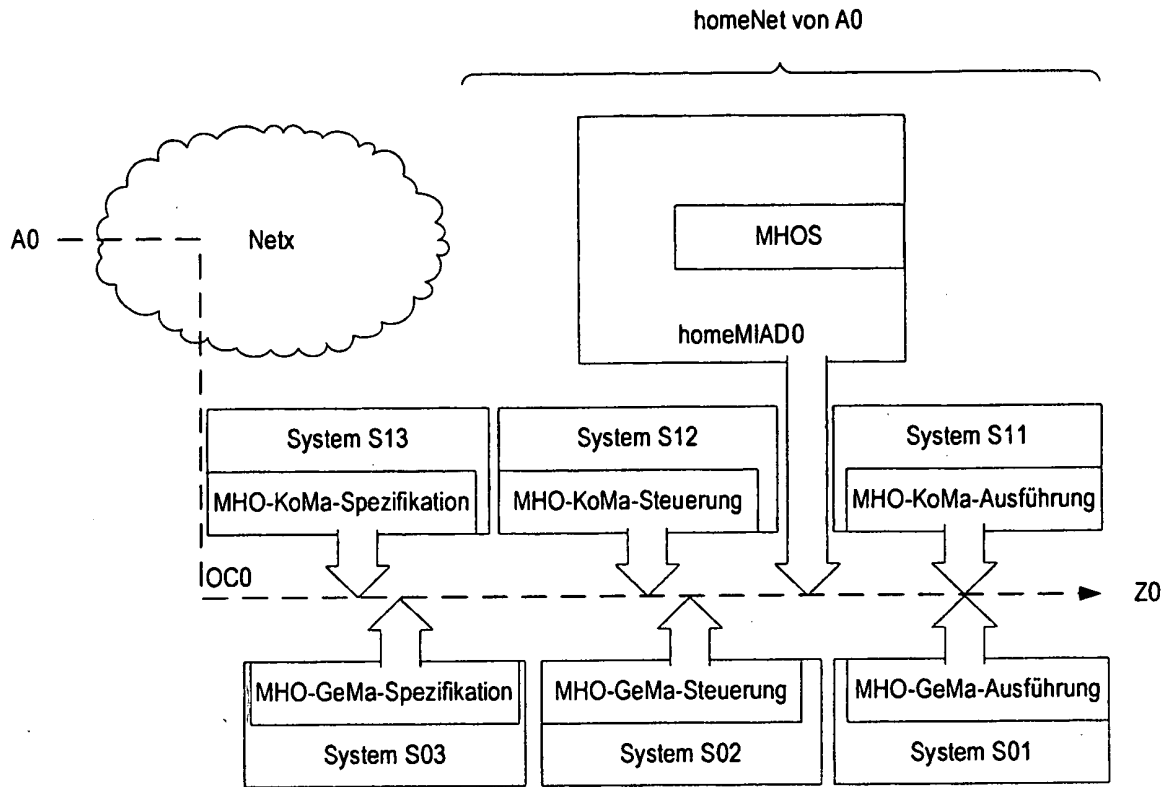 homeNet von A0
A0
Netx
MHOS
homeMIAD0
System S13
System S12
System S11
MHO-KoMa-Spezifikation
MHO-KoMa-Steuerung
MHO-KoMa-Ausführung
IOC0
Z0
MHO-GeMa-Spezifikation
MHO-GeMa-Steuerung
MHO-GeMa-Ausführung
System S03
System S02
System S01